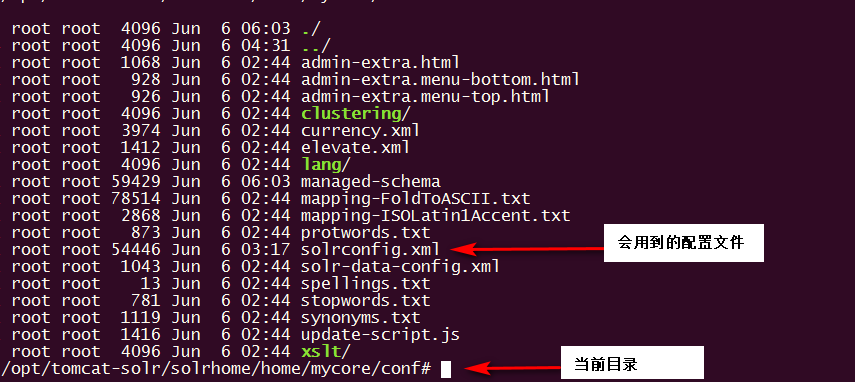 root root  4096 Jun  6 06:03 ./
root root  4096 Jun  6 04:31 ../
root root  1068 Jun  6 02:44 admin-extra.html
root root   928 Jun  6 02:44 admin-extra.menu-bottom.html
root root   926 Jun  6 02:44 admin-extra.menu-top.html
root root  4096 Jun  6 02:44 clustering/
root root  3974 Jun  6 02:44 currency.xml
root root  1412 Jun  6 02:44 elevate.xml
root root  4096 Jun  6 02:44 lang/
root root 59429 Jun  6 06:03 managed-schema
root root 78514 Jun  6 02:44 mapping-FoldToASCII.txt
root root  2868 Jun  6 02:44 mapping-ISOLatin1Accent.txt
root root   873 Jun  6 02:44 protwords.txt
root root 54446 Jun  6 03:17 solrconfig.xml 会用到的配置文件
root root  1043 Jun  6 02:44 solr-data-config.xml
root root    13 Jun  6 02:44 spellings.txt
root root   781 Jun  6 02:44 stopwords.txt
root root  1119 Jun  6 02:44 synonyms.txt
root root  1416 Jun  6 02:44 update-script.js
root root  4096 Jun  6 02:44 xslt/
/opt/tomcat-solr/solrhome/home/mycore/conf# 当前目录